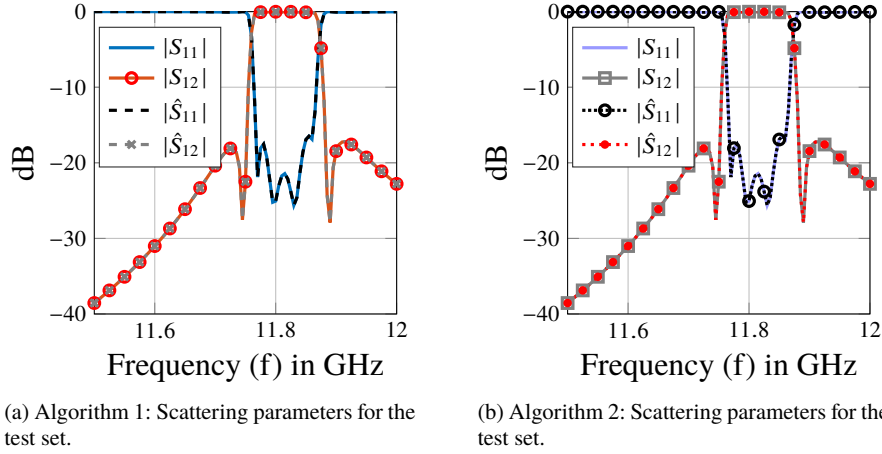 0
−10
−20
−30
−40
dB
11.6
11.8
12
Frequency (f) in GHz
|S₁₁|
|S₁₂|
|Ŝ₁₁|
|Ŝ₁₂|
(a) Algorithm 1: Scattering parameters for the
test set.
0
−10
−20
−30
−40
dB
11.6
11.8
12
Frequency (f) in GHz
|S₁₁|
|S₁₂|
|Ŝ₁₁|
|Ŝ₁₂|
(b) Algorithm 2: Scattering parameters for the
test set.